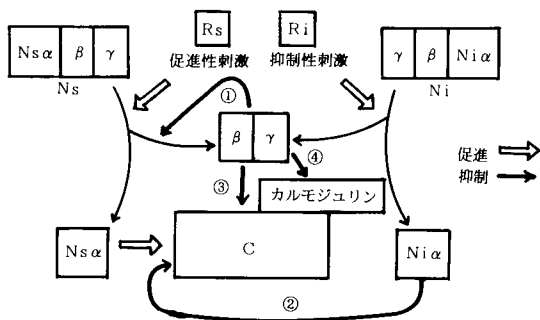 Rs Ri
Nsα β γ
促進性刺激 抑制性刺激
γ β Niα
Ns
Ni
①
β γ
④
促進
抑制
③
カルモジュリン
Nsα
C
Niα
②